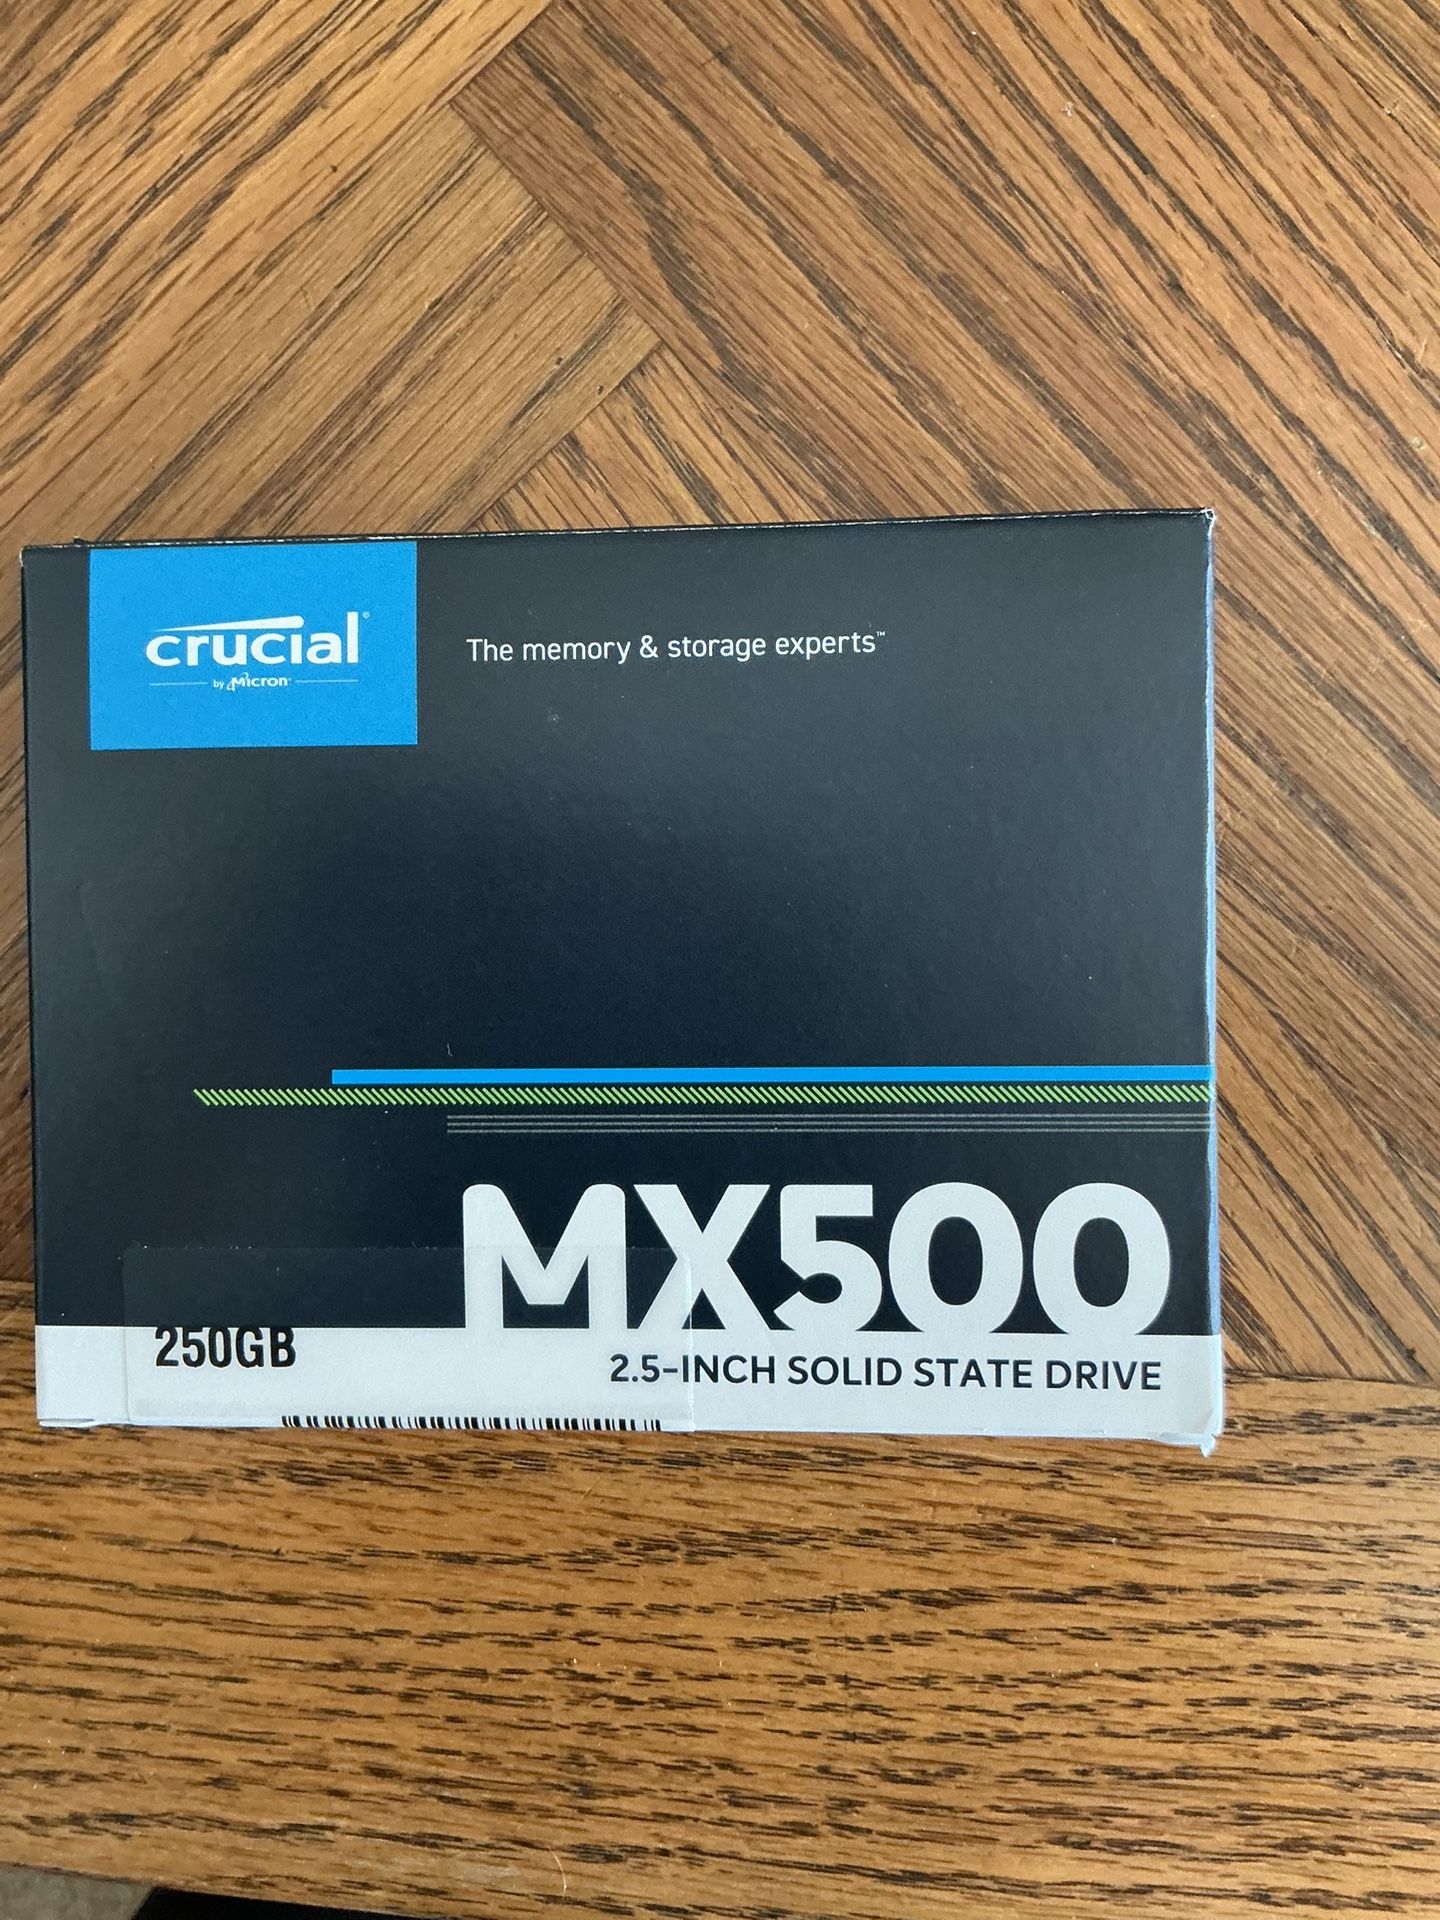 crucial®
by Micron®
The memory & storage experts™
MX500
250GB
2.5-INCH SOLID STATE DRIVE